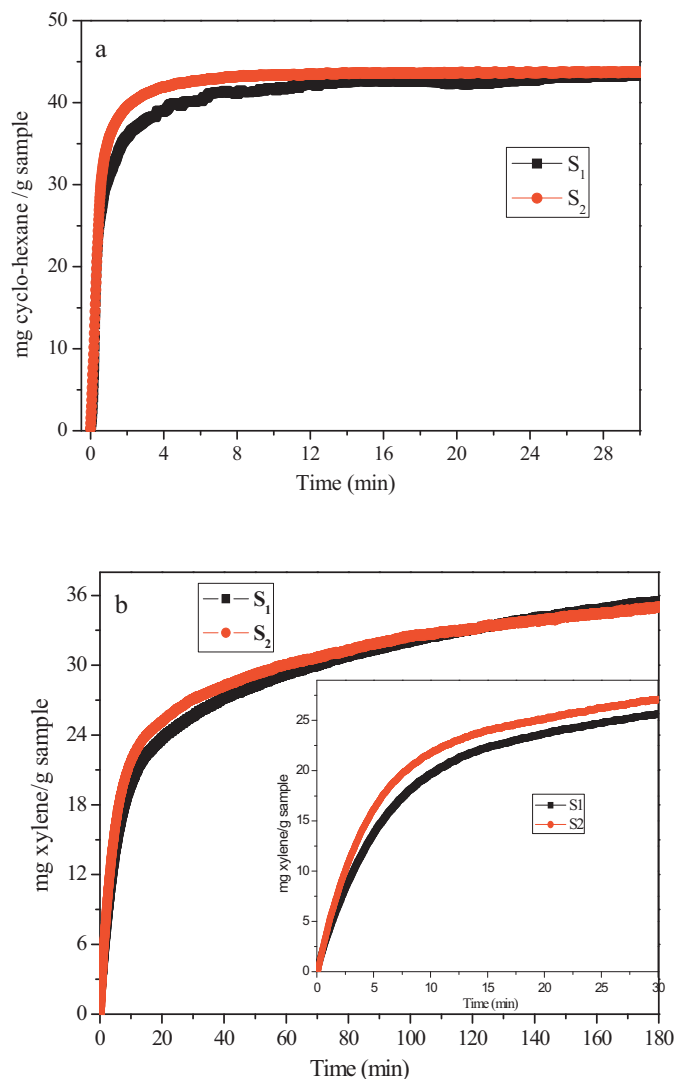 a
50
40
30
20
10
0
mg cyclo-hexane /g sample
S₁
S₂
0 4 8 12 16 20 24 28
Time (min)
b
36
30
24
18
12
6
0
mg xylene/g sample
S₁
S₂
25
20
15
10
5
0
mg xylene/g sample
S1
S2
0 5 10 15 20 25 30
Time (min)
0 20 40 60 80 100 120 140 160 180
Time (min)